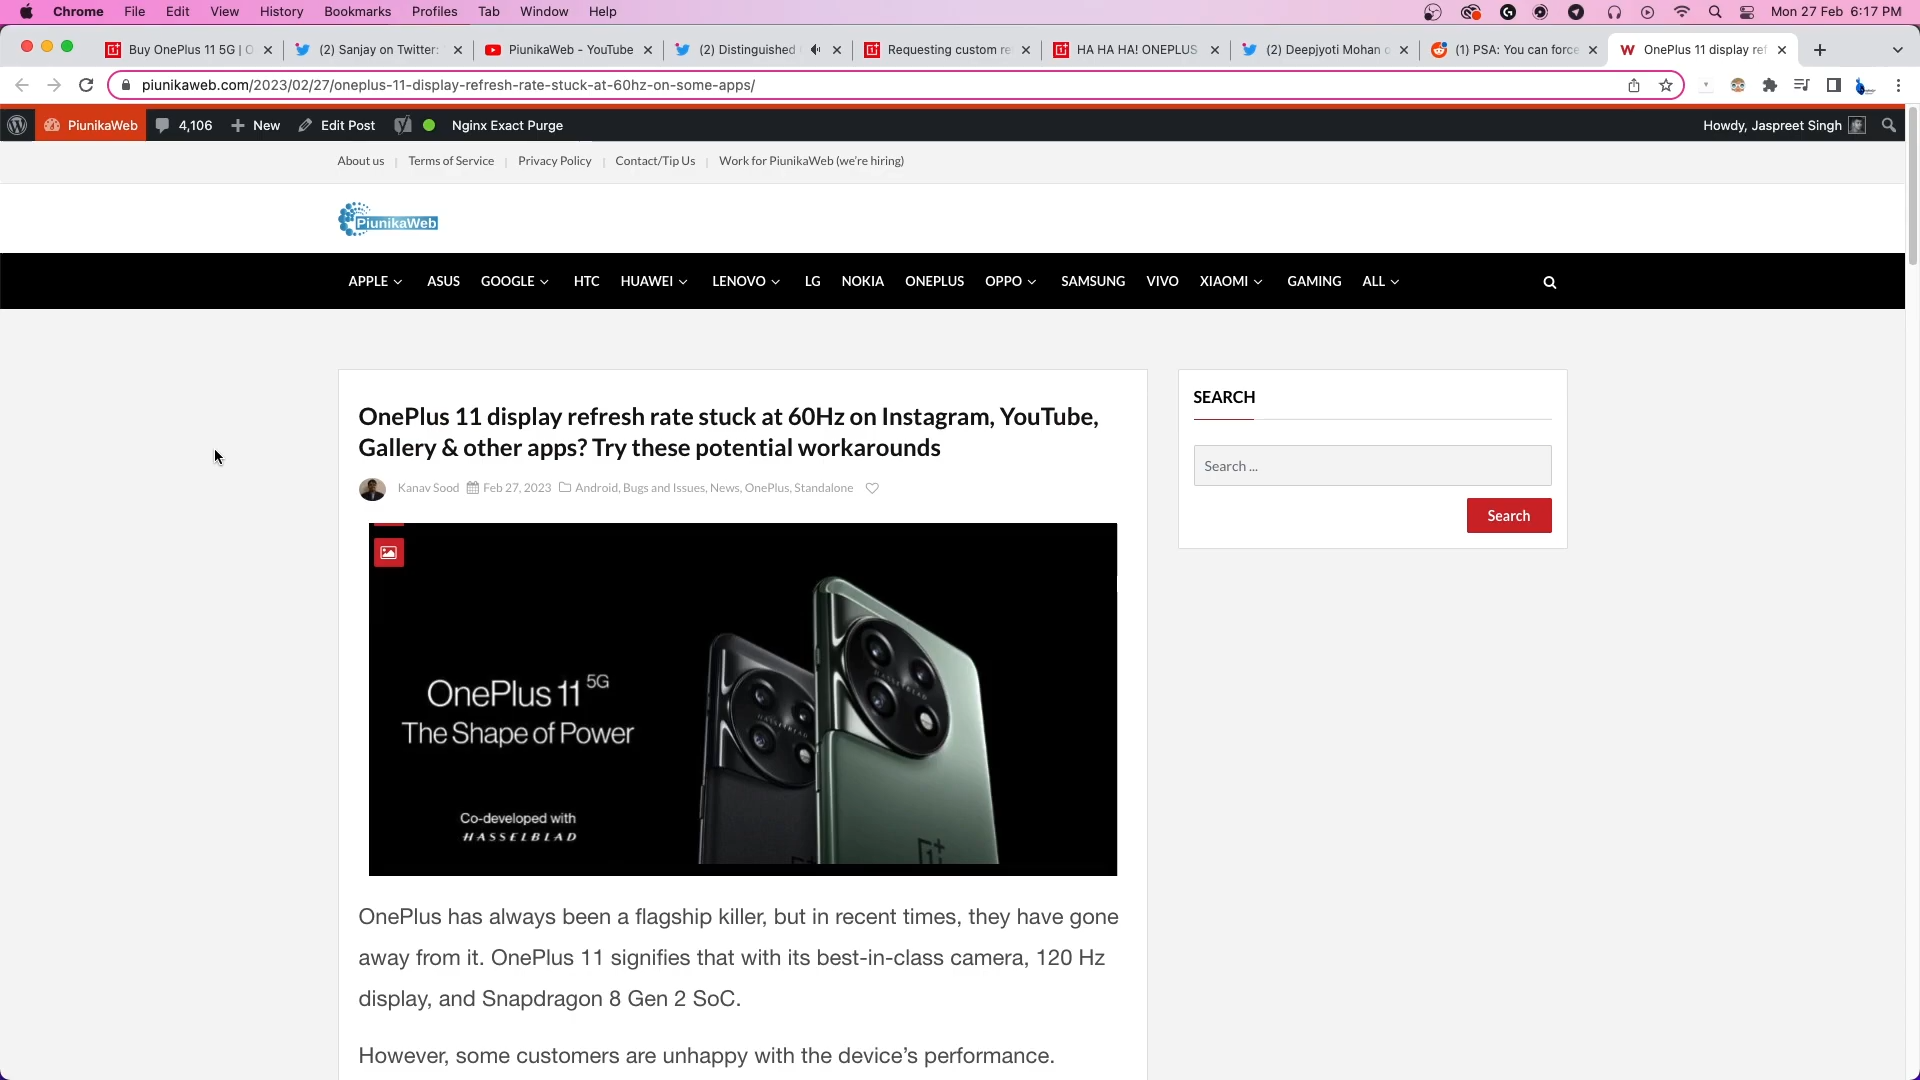 Chrome File Edit View History Bookmarks Profiles Tab Window Help Mon 27 Feb 6:17 PM
Buy OnePlus 11 5G | O (2) Sanjay on Twitter: PiunikaWeb - YouTube (2) Distinguished Requesting custom re HA HA HA! ONEPLUS (2) Deepjyoti Mohan o (1) PSA: You can force OnePlus 11 display ref
piunikaweb.com/2023/02/27/oneplus-11-display-refresh-rate-stuck-at-60hz-on-some-apps/
PiunikaWeb 4,106 New Edit Post Nginx Exact Purge Howdy, Jaspreet Singh
About us | Terms of Service | Privacy Policy | Contact/Tip Us | Work for PiunikaWeb (we're hiring)
PiunikaWeb
APPLE ASUS GOOGLE HTC HUAWEI LENOVO LG NOKIA ONEPLUS OPPO SAMSUNG VIVO XIAOMI GAMING ALL
OnePlus 11 display refresh rate stuck at 60Hz on Instagram, YouTube,
Gallery & other apps? Try these potential workarounds
Kanav Sood Feb 27, 2023 Android, Bugs and Issues, News, OnePlus, Standalone
OnePlus 11 5G
The Shape of Power
Co-developed with
HASSELBLAD
OnePlus has always been a flagship killer, but in recent times, they have gone
away from it. OnePlus 11 signifies that with its best-in-class camera, 120 Hz
display, and Snapdragon 8 Gen 2 SoC.
However, some customers are unhappy with the device's performance.
SEARCH
Search ...
Search